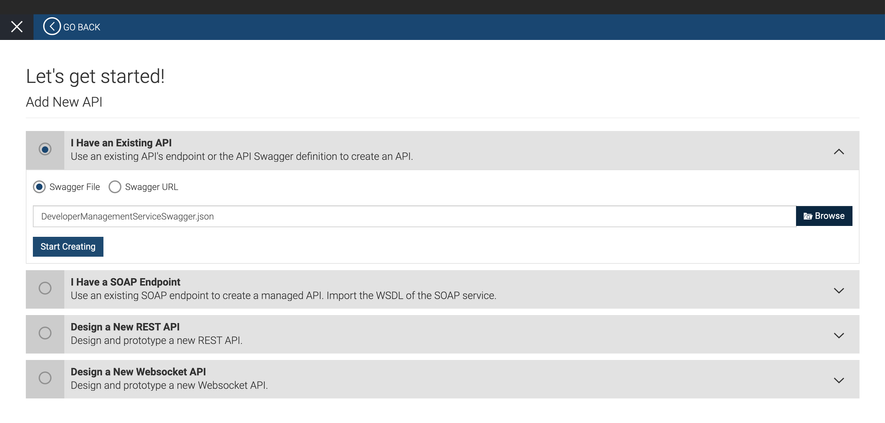 GO BACK
Let's get started!
Add New API
I Have an Existing API
Use an existing API's endpoint or the API Swagger definition to create an API.
Swagger File Swagger URL
DeveloperManagementServiceSwagger.json Browse
Start Creating
I Have a SOAP Endpoint
Use an existing SOAP endpoint to create a managed API. Import the WSDL of the SOAP service.
Design a New REST API
Design and prototype a new REST API.
Design a New Websocket API
Design and prototype a new Websocket API.